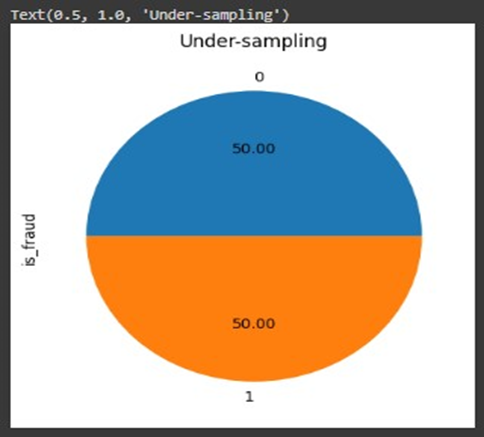 Text(0.5, 1.0, 'Under-sampling')
Under-sampling
0
50.00
is_fraud
50.00
1